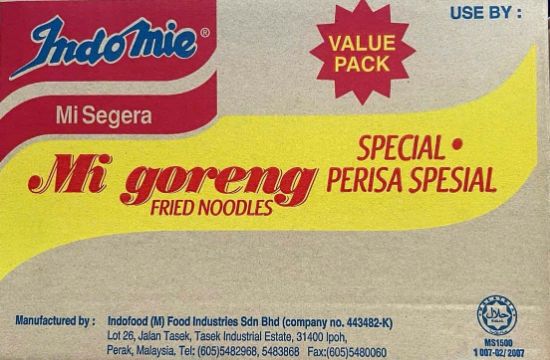 Indomie®
USE BY :
VALUE
PACK
Mi Segera
Mi goreng
FRIED NOODLES
SPECIAL •
PERISA SPESIAL
Manufactured by : Indofood (M) Food Industries Sdn Bhd (company no. 443482-K)
Lot 26, Jalan Tasek, Tasek Industrial Estate, 31400 Ipoh,
Perak, Malaysia. Tel: (605)5482968, 5483868 Fax:(605)5480060
حلال
MS1500
1 007-02/2007